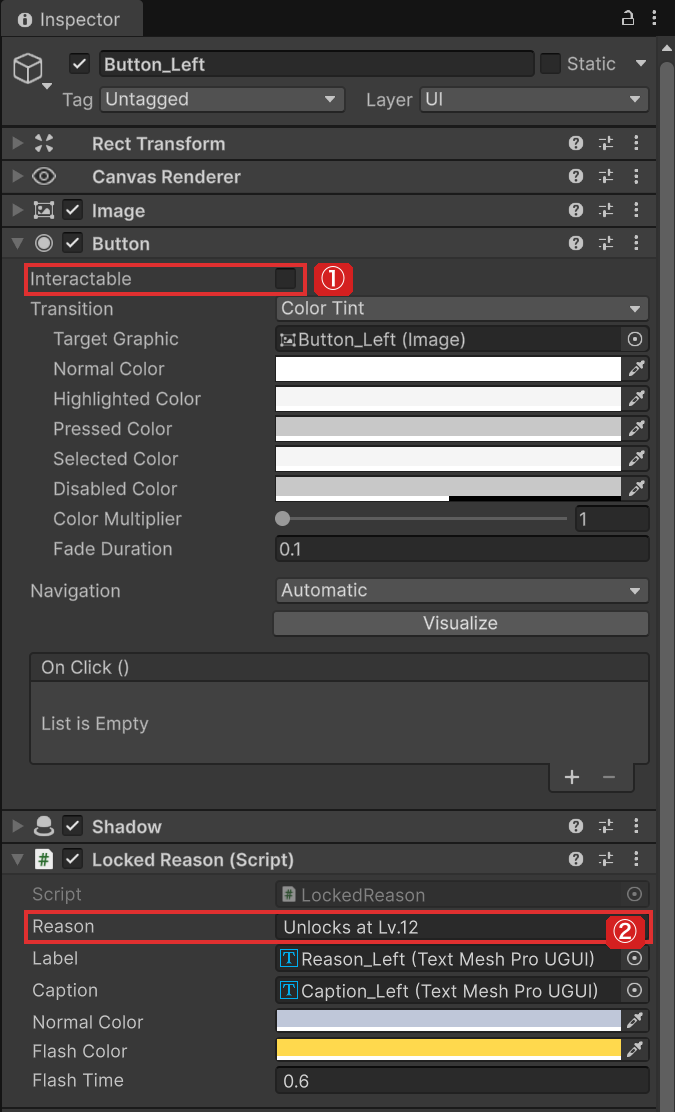 Inspector
Button_Left
Static
Tag Untagged Layer UI
Rect Transform
Canvas Renderer
Image
Button
Interactable ①
Transition Color Tint
Target Graphic Button_Left (Image)
Normal Color
Highlighted Color
Pressed Color
Selected Color
Disabled Color
Color Multiplier 1
Fade Duration 0.1
Navigation Automatic
Visualize
On Click ()
List is Empty
Shadow
# Locked Reason (Script)
Script # LockedReason
Reason Unlocks at Lv.12 ②
Label T Reason_Left (Text Mesh Pro UGUI)
Caption T Caption_Left (Text Mesh Pro UGUI)
Normal Color
Flash Color
Flash Time 0.6